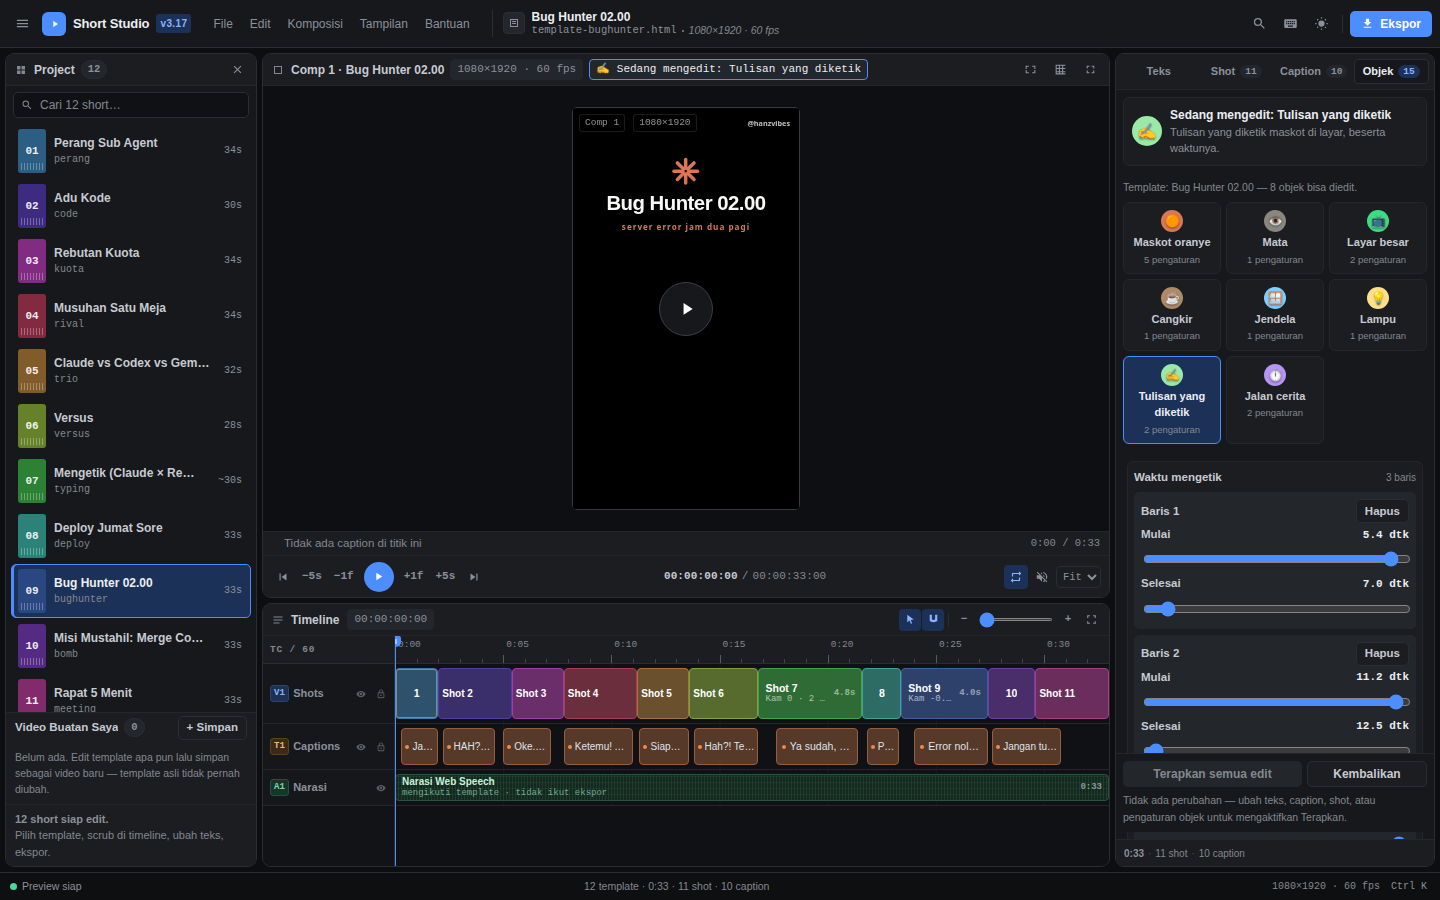 Short Studio v3.17 File Edit Komposisi Tampilan Bantuan
Bug Hunter 02.00
template-bughunter.html · 1080×1920 · 60 fps
Ekspor
Project 12
Cari 12 short…
01 Perang Sub Agent 34s
perang
02 Adu Kode 30s
code
03 Rebutan Kuota 34s
kuota
04 Musuhan Satu Meja 34s
rival
05 Claude vs Codex vs Gem… 32s
trio
06 Versus 28s
versus
07 Mengetik (Claude × Re… ~30s
typing
08 Deploy Jumat Sore 33s
deploy
09 Bug Hunter 02.00 33s
bughunter
10 Misi Mustahil: Merge Co… 33s
bomb
11 Rapat 5 Menit 33s
meeting
Video Buatan Saya 0 + Simpan
Belum ada. Edit template apa pun lalu simpan
sebagai video baru — template asli tidak pernah
diubah.
12 short siap edit.
Pilih template, scrub di timeline, ubah teks,
ekspor.
Comp 1 · Bug Hunter 02.00 1080×1920 · 60 fps ✍️ Sedang mengedit: Tulisan yang diketik
Comp 1 1080×1920 @hanzvibes
Bug Hunter 02.00
server error jam dua pagi
Tidak ada caption di titik ini 0:00 / 0:33
−5s −1f +1f +5s 00:00:00:00 / 00:00:33:00 Fit
Timeline 00:00:00:00 − +
TC / 60 0:00 0:05 0:10 0:15 0:20 0:25 0:30
V1 Shots 1 Shot 2 Shot 3 Shot 4 Shot 5 Shot 6 Shot 7 4.8s 8 Shot 9 4.0s 10 Shot 11
Kam 0 · 2 … Kam -0.…
T1 Captions Ja… HAH?… Oke.… Ketemu! … Siap… Hah?! Te… Ya sudah, … P… Error nol… Jangan tu…
A1 Narasi Narasi Web Speech 0:33
mengikuti template · tidak ikut ekspor
Teks Shot 11 Caption 10 Objek 15
Sedang mengedit: Tulisan yang diketik
Tulisan yang diketik maskot di layar, beserta
waktunya.
Template: Bug Hunter 02.00 — 8 objek bisa diedit.
Maskot oranye Mata Layar besar
5 pengaturan 1 pengaturan 2 pengaturan
Cangkir Jendela Lampu
1 pengaturan 1 pengaturan 1 pengaturan
Tulisan yang diketik
2 pengaturan
Jalan cerita
2 pengaturan
Waktu mengetik 3 baris
Baris 1 Hapus
Mulai 5.4 dtk
Selesai 7.0 dtk
Baris 2 Hapus
Mulai 11.2 dtk
Selesai 12.5 dtk
Terapkan semua edit Kembalikan
Tidak ada perubahan — ubah teks, caption, shot, atau
pengaturan objek untuk mengaktifkan Terapkan.
0:33 · 11 shot · 10 caption
Preview siap 12 template · 0:33 · 11 shot · 10 caption 1080×1920 · 60 fps Ctrl K